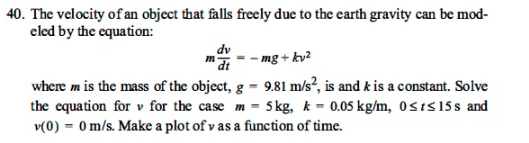 40. The velocity of an object that falls freely due to the earth gravity can be mod-
eled by the equation:
m dv/dt = - mg + kv²
where m is the mass of the object, g = 9.81 m/s², is and k is a constant. Solve
the equation for v for the case m = 5 kg, k = 0.05 kg/m, 0 ≤ t ≤ 15 s and
v(0) = 0 m/s. Make a plot of v as a function of time.